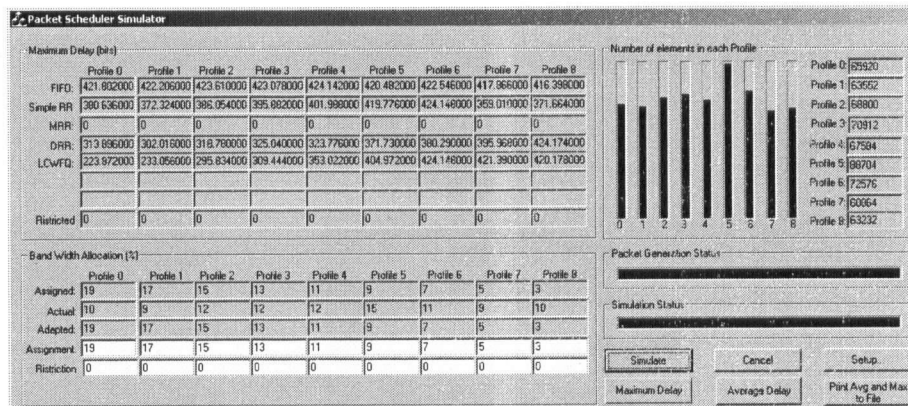 Packet Scheduler Simulator
Maximum Delay (bits)
Profile 0 Profile 1 Profile 2 Profile 3 Profile 4 Profile 5 Profile 6 Profile 7 Profile 8
FIFO: 421.802000 422.206000 423.610000 423.078000 424.142000 420.482000 422.546000 417.866000 416.398000
Simple RR 380.636000 372.324000 386.054000 395.882000 401.988000 419.776000 424.146000 359.010000 371.664000
MRR: 0 0 0 0 0 0 0 0 0
DRR: 313.896000 302.016000 318.780000 325.040000 323.776000 371.730000 380.290000 395.968000 424.174000
LCWFQ: 223.972000 233.056000 295.834000 309.444000 353.022000 404.972000 424.146000 421.390000 420.178000
Ristricted 0 0 0 0 0 0 0 0 0
Band Width Allocation (%)
Profile 0 Profile 1 Profile 2 Profile 3 Profile 4 Profile 5 Profile 6 Profile 7 Profile 8
Assigned: 19 17 15 13 11 9 7 5 3
Actual: 10 9 12 12 12 15 11 9 10
Adapted: 19 17 15 13 11 9 7 5 3
Assignment 19 17 15 13 11 9 7 5 3
Ristriction 0 0 0 0 0 0 0 0 0
Number of elements in each Profile
Profile 0: 65920
Profile 1: 63552
Profile 2: 68800
Profile 3: 70912
Profile 4: 67584
Profile 5: 88704
Profile 6: 72576
Profile 7: 60864
Profile 8: 63232
0 1 2 3 4 5 6 7 8
Packet Generation Status
Simulation Status
Simulate Cancel Setup
Maximum Delay Average Delay Print Avg and Max to File